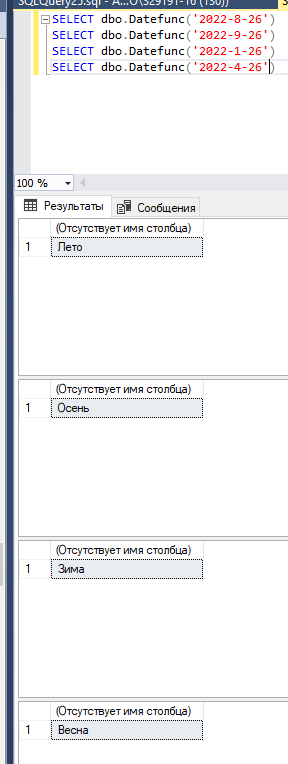 SQLQuery25.sql - A...O\329191-16 (130))
SELECT dbo.Datefunc('2022-8-26')
SELECT dbo.Datefunc('2022-9-26')
SELECT dbo.Datefunc('2022-1-26')
SELECT dbo.Datefunc('2022-4-26')
100 %
Результаты Сообщения
(Отсутствует имя столбца)
1 Лето
(Отсутствует имя столбца)
1 Осень
(Отсутствует имя столбца)
1 Зима
(Отсутствует имя столбца)
1 Весна